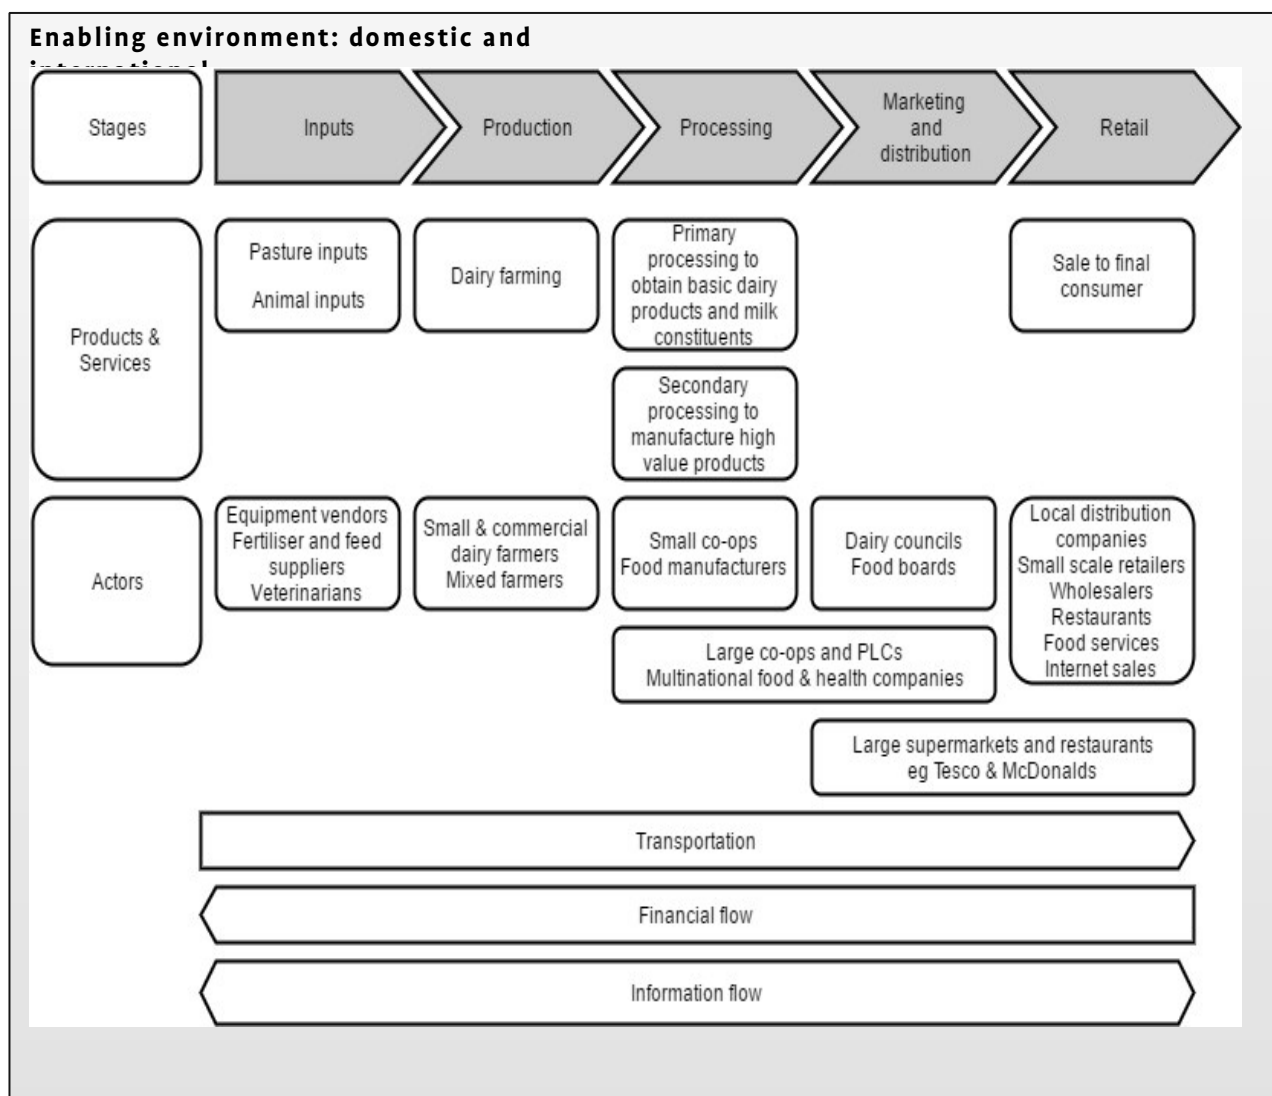 Enabling environment: domestic and
international
Stages
Inputs
Production
Processing
Marketing
and
distribution
Retail
Products &
Services
Pasture inputs
Animal inputs
Dairy farming
Primary
processing to
obtain basic dairy
products and milk
constituents
Sale to final
consumer
Secondary
processing to
manufacture high
value products
Actors
Equipment vendors
Fertiliser and feed
suppliers
Veterinarians
Small & commercial
dairy farmers
Mixed farmers
Small co-ops
Food manufacturers
Dairy councils
Food boards
Local distribution
companies
Small scale retailers
Wholesalers
Restaurants
Food services
Internet sales
Large co-ops and PLCs
Multinational food & health companies
Large supermarkets and restaurants
eg Tesco & McDonalds
Transportation
Financial flow
Information flow